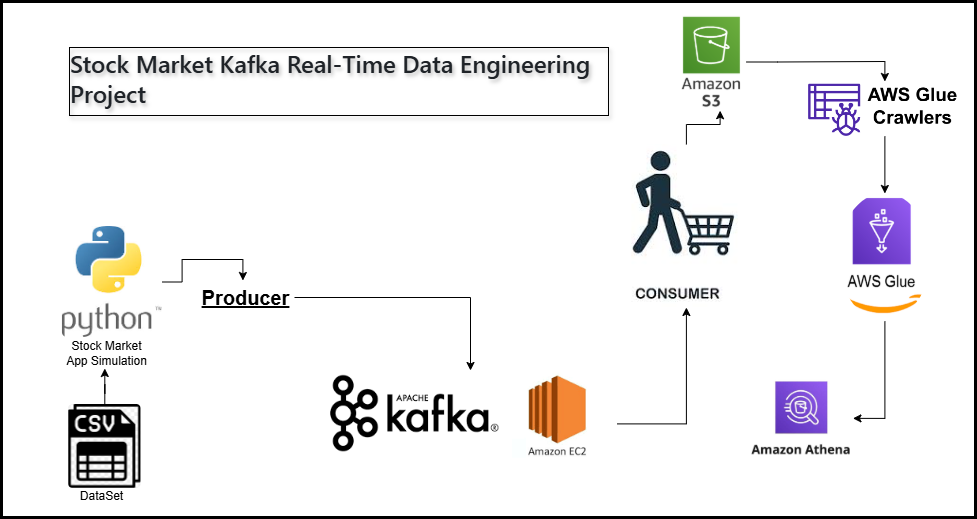 Stock Market Kafka Real-Time Data Engineering
Project
Amazon
S3
AWS Glue
Crawlers
python™
Stock Market
App Simulation
Producer
CONSUMER
AWS Glue
CSV
DataSet
APACHE
kafka®
Amazon EC2
Amazon Athena